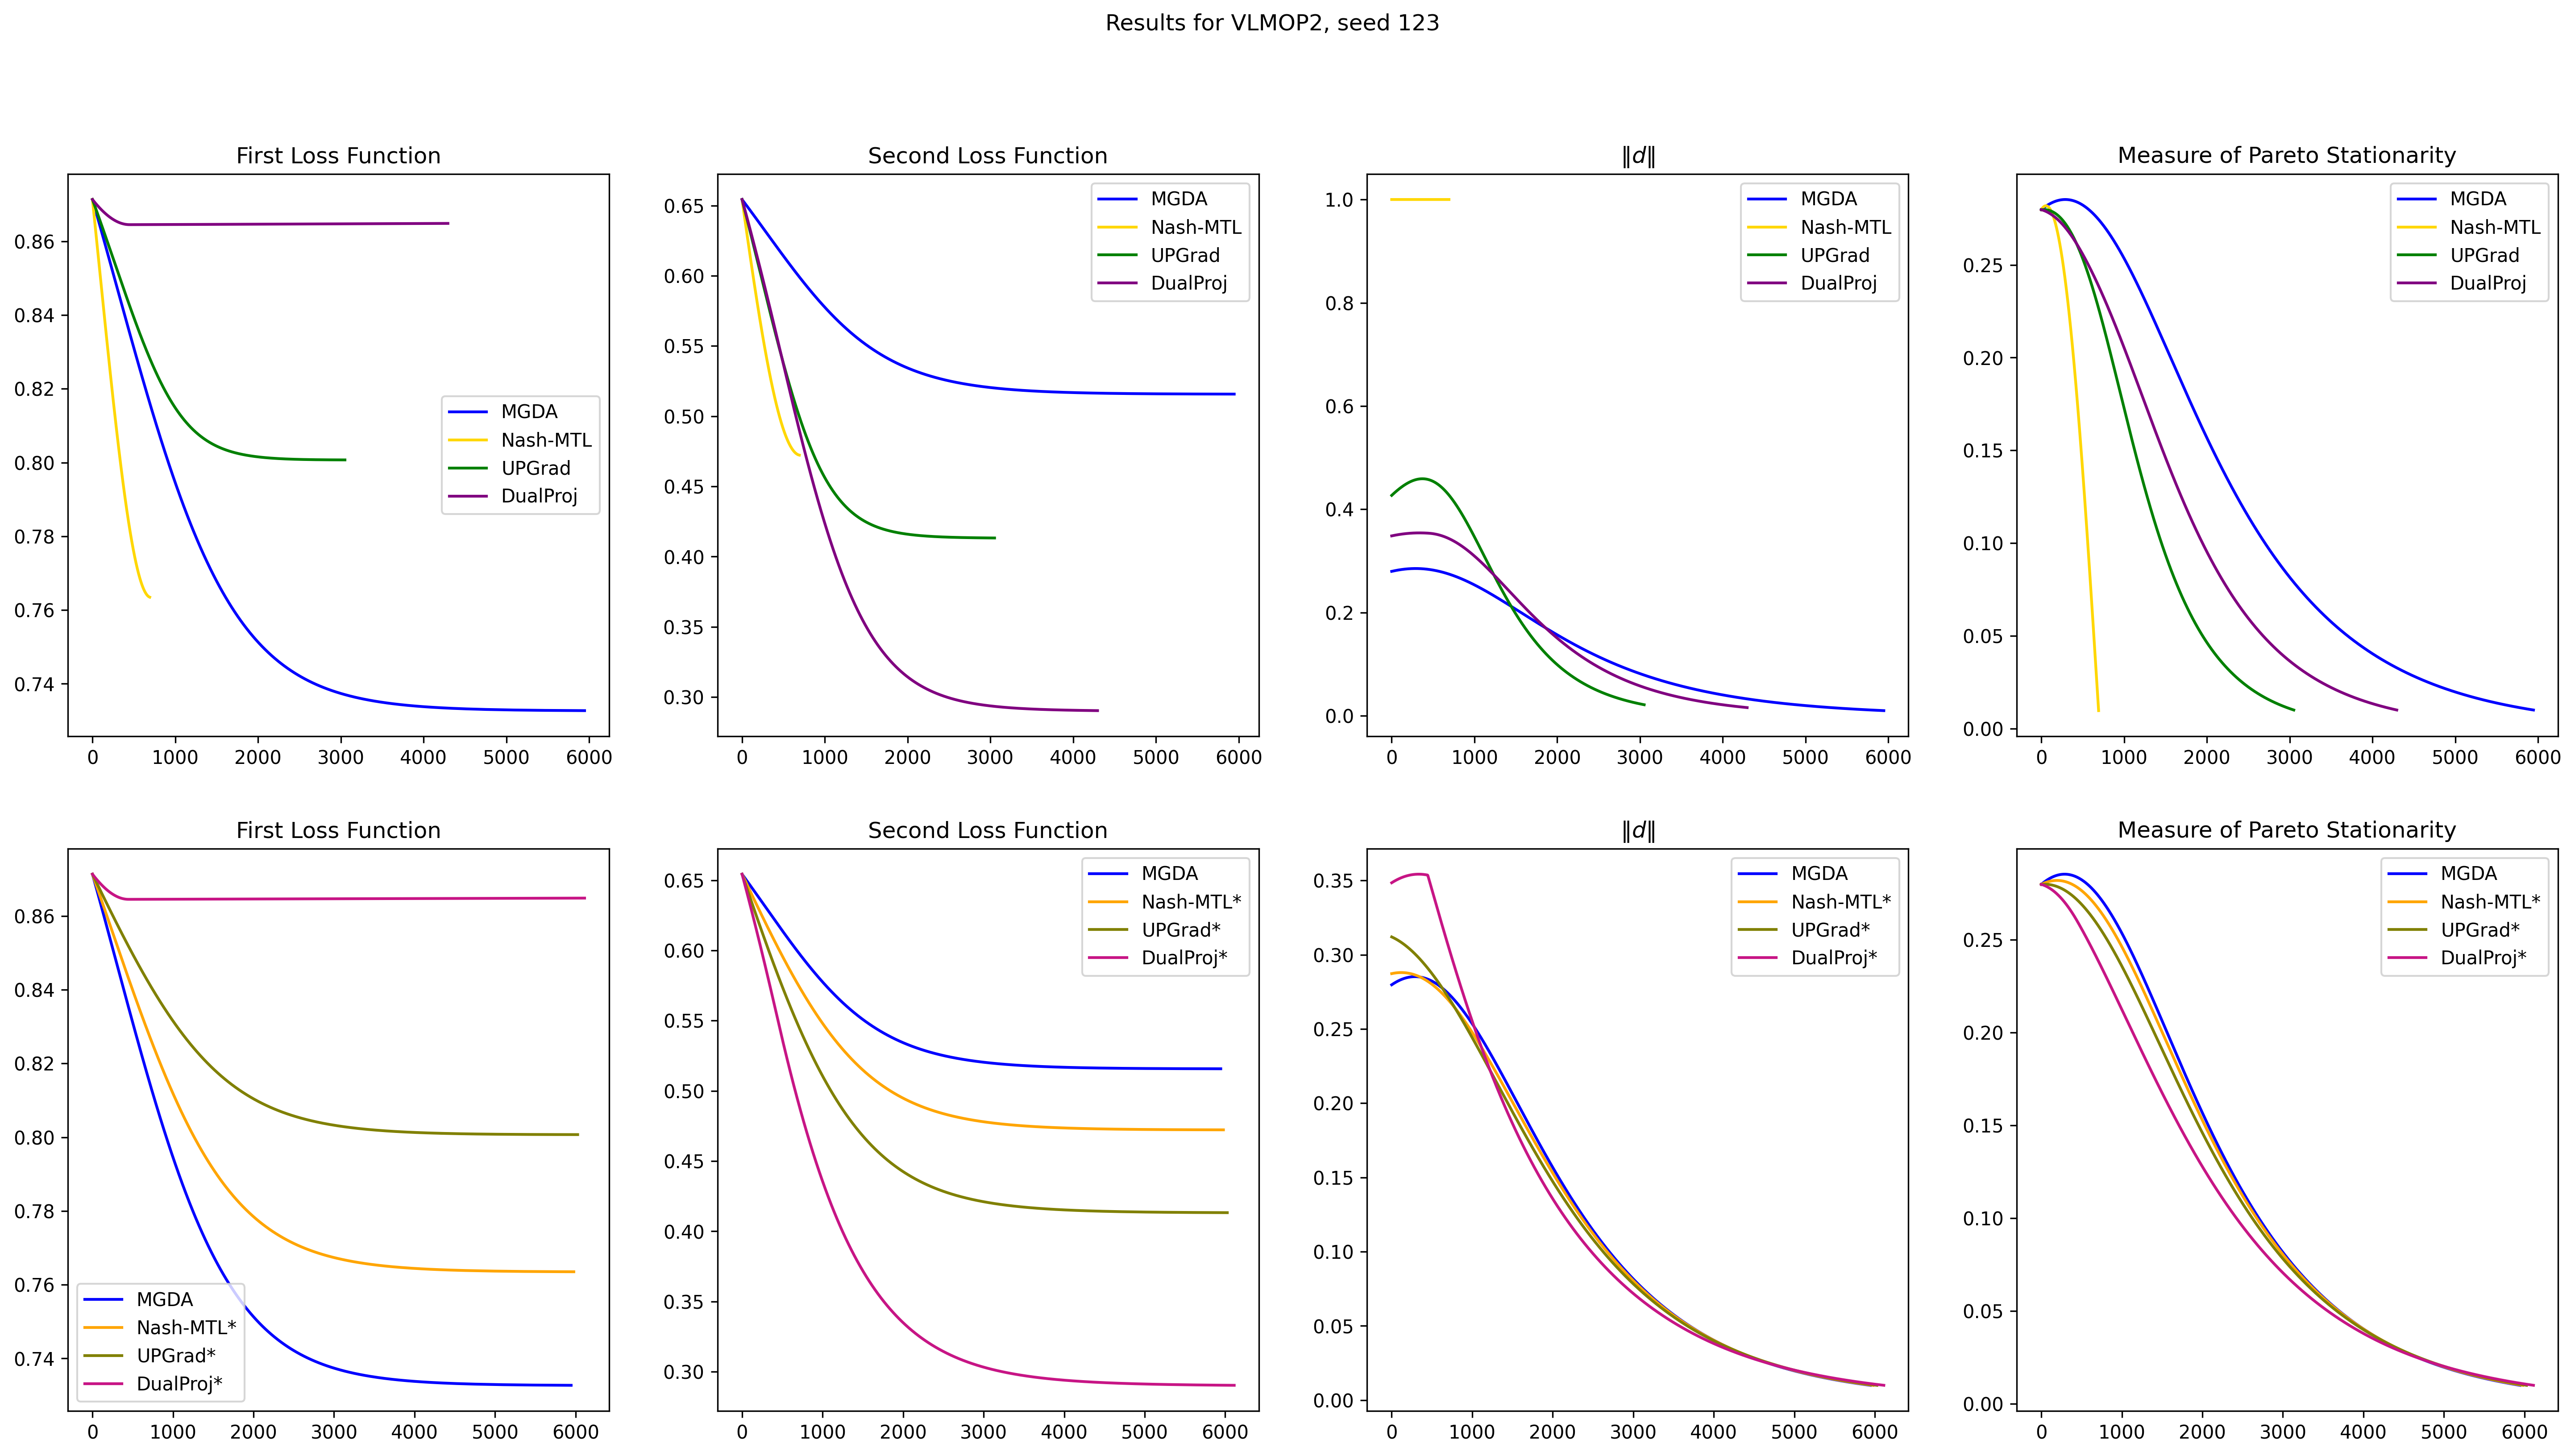 Results for VLMOP2, seed 123
First Loss Function
0.86
0.84
0.82
0.80
0.78
0.76
0.74
0 1000 2000 3000 4000 5000 6000
MGDA
Nash-MTL
UPGrad
DualProj
Second Loss Function
0.65
0.60
0.55
0.50
0.45
0.40
0.35
0.30
0 1000 2000 3000 4000 5000 6000
MGDA
Nash-MTL
UPGrad
DualProj
‖d‖
1.0
0.8
0.6
0.4
0.2
0.0
0 1000 2000 3000 4000 5000 6000
MGDA
Nash-MTL
UPGrad
DualProj
Measure of Pareto Stationarity
0.25
0.20
0.15
0.10
0.05
0.00
0 1000 2000 3000 4000 5000 6000
MGDA
Nash-MTL
UPGrad
DualProj
First Loss Function
0.86
0.84
0.82
0.80
0.78
0.76
0.74
0 1000 2000 3000 4000 5000 6000
MGDA
Nash-MTL*
UPGrad*
DualProj*
Second Loss Function
0.65
0.60
0.55
0.50
0.45
0.40
0.35
0.30
0 1000 2000 3000 4000 5000 6000
MGDA
Nash-MTL*
UPGrad*
DualProj*
‖d‖
0.35
0.30
0.25
0.20
0.15
0.10
0.05
0.00
0 1000 2000 3000 4000 5000 6000
MGDA
Nash-MTL*
UPGrad*
DualProj*
Measure of Pareto Stationarity
0.25
0.20
0.15
0.10
0.05
0.00
0 1000 2000 3000 4000 5000 6000
MGDA
Nash-MTL*
UPGrad*
DualProj*